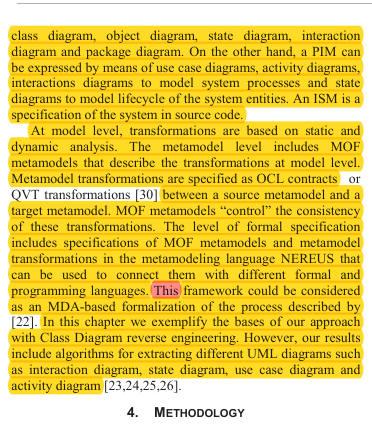 class diagram, object diagram, state diagram, interaction
diagram and package diagram. On the other hand, a PIM can
be expressed by means of use case diagrams, activity diagrams,
interactions diagrams to model system processes and state
diagrams to model lifecycle of the system entities. An ISM is a
specification of the system in source code.
At model level, transformations are based on static and
dynamic analysis. The metamodel level includes MOF
metamodels that describe the transformations at model level.
Metamodel transformations are specified as OCL contracts or
QVT transformations [30] between a source metamodel and a
target metamodel. MOF metamodels “control” the consistency
of these transformations. The level of formal specification
includes specifications of MOF metamodels and metamodel
transformations in the metamodeling language NEREUS that
can be used to connect them with different formal and
programming languages. This framework could be considered
as an MDA-based formalization of the process described by
[22]. In this chapter we exemplify the bases of our approach
with Class Diagram reverse engineering. However, our results
include algorithms for extracting different UML diagrams such
as interaction diagram, state diagram, use case diagram and
activity diagram [23,24,25,26].
4. METHODOLOGY